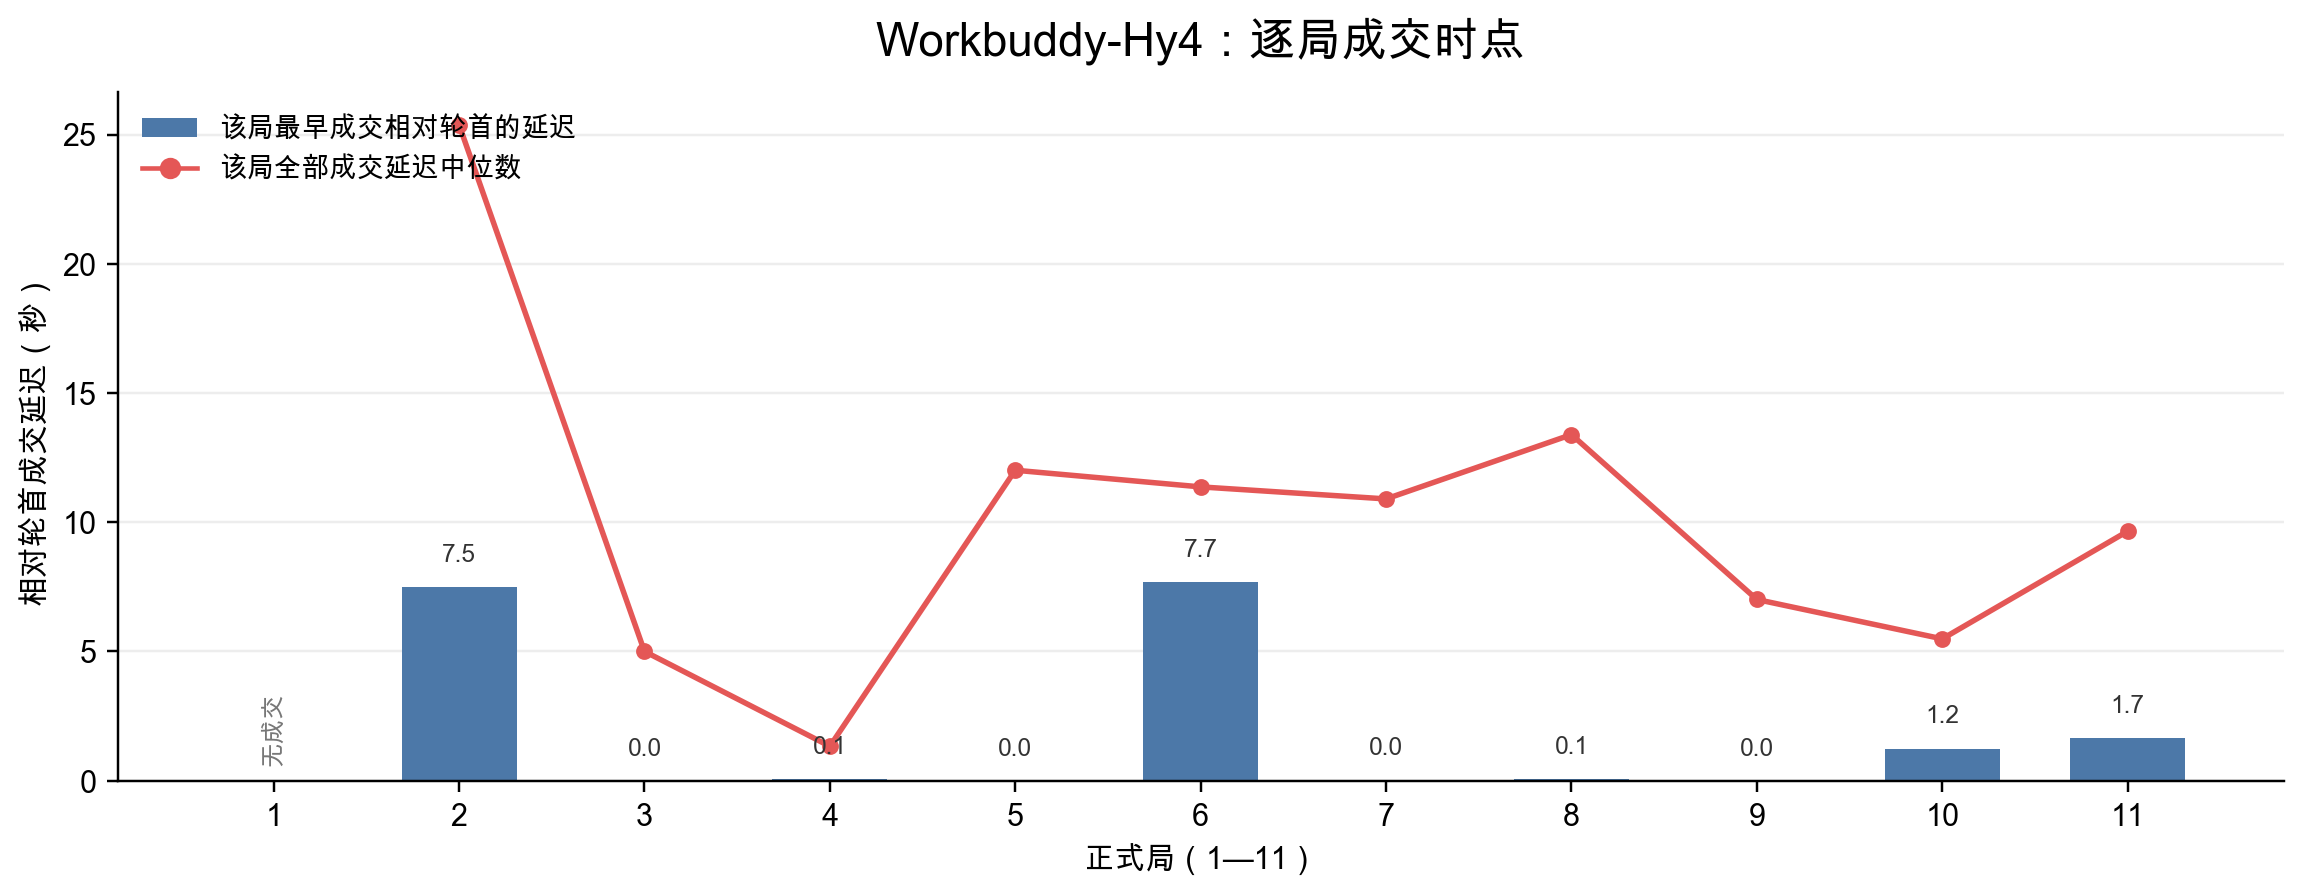 Workbuddy-Hy4：逐局成交时点
该局最早成交相对轮首的延迟
该局全部成交延迟中位数
相对轮首成交延迟（秒）
25
20
15
10
5
0
无成交
7.5
0.0
0.1
0.0
7.7
0.0
0.1
0.0
1.2
1.7
1 2 3 4 5 6 7 8 9 10 11
正式局（1—11）